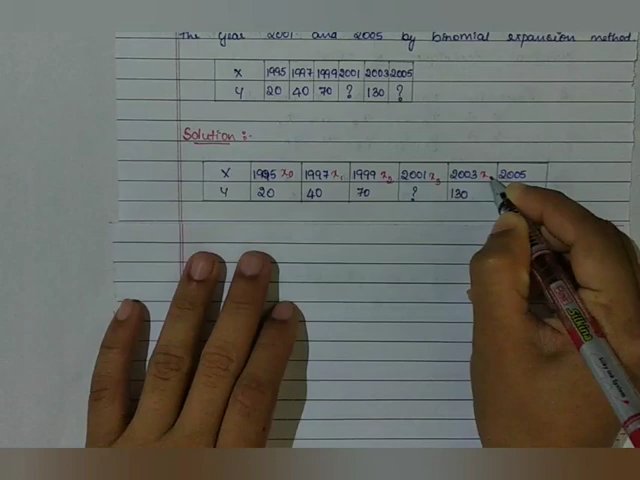 The year 2001 and 2005 by binomial expansion method.
X 1995 1997 1999 2001 2003 2005
Y 20 40 70 ? 130 ?
Solution :-
X 1995 x0 1997 x1 1999 x2 2001 x3 2003 x 2005
Y 20 40 70 ? 130